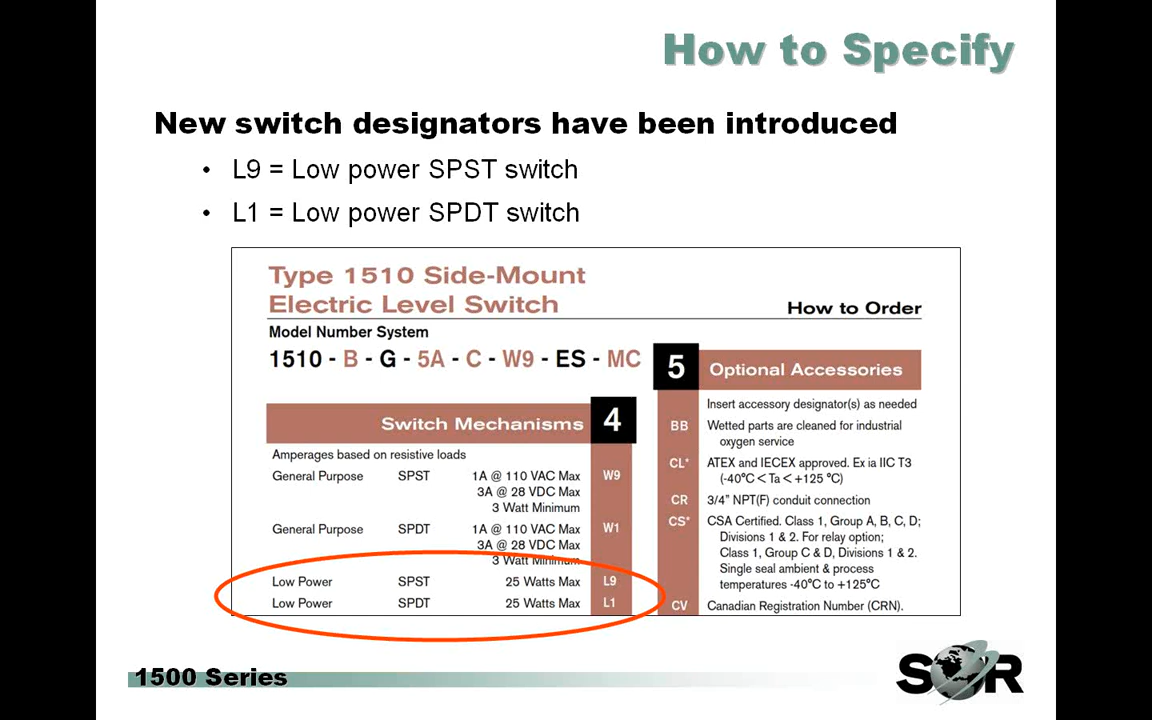 How to Specify
New switch designators have been introduced
• L9 = Low power SPST switch
• L1 = Low power SPDT switch
Type 1510 Side-Mount
Electric Level Switch
How to Order
Model Number System
1510 - B - G - 5A - C - W9 - ES - MC
Switch Mechanisms 4
Amperages based on resistive loads
General Purpose SPST 1A @ 110 VAC Max W9
3A @ 28 VDC Max
3 Watt Minimum
General Purpose SPDT 1A @ 110 VAC Max W1
3A @ 28 VDC Max
3 Watt Minimum
Low Power SPST 25 Watts Max L9
Low Power SPDT 25 Watts Max L1
5 Optional Accessories
Insert accessory designator(s) as needed
BB Wetted parts are cleaned for industrial
oxygen service
CL* ATEX and IECEX approved. Ex ia IIC T3
(-40°C < Ta < +125 °C)
CR 3/4” NPT(F) conduit connection
CS* CSA Certified. Class 1, Group A, B, C, D;
Divisions 1 & 2. For relay option;
Class 1, Group C & D, Divisions 1 & 2.
Single seal ambient & process
temperatures -40°C to +125°C
CV Canadian Registration Number (CRN).
1500 Series
SOR